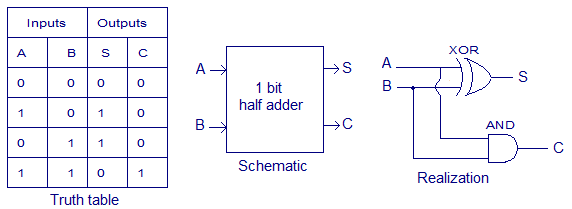 Inputs Outputs
A B S C
0 0 0 0
1 0 1 0
0 1 1 0
1 1 0 1
Truth table
A
B
1 bit
half adder
S
C
Schematic
XOR
A
B
S
AND
C
Realization